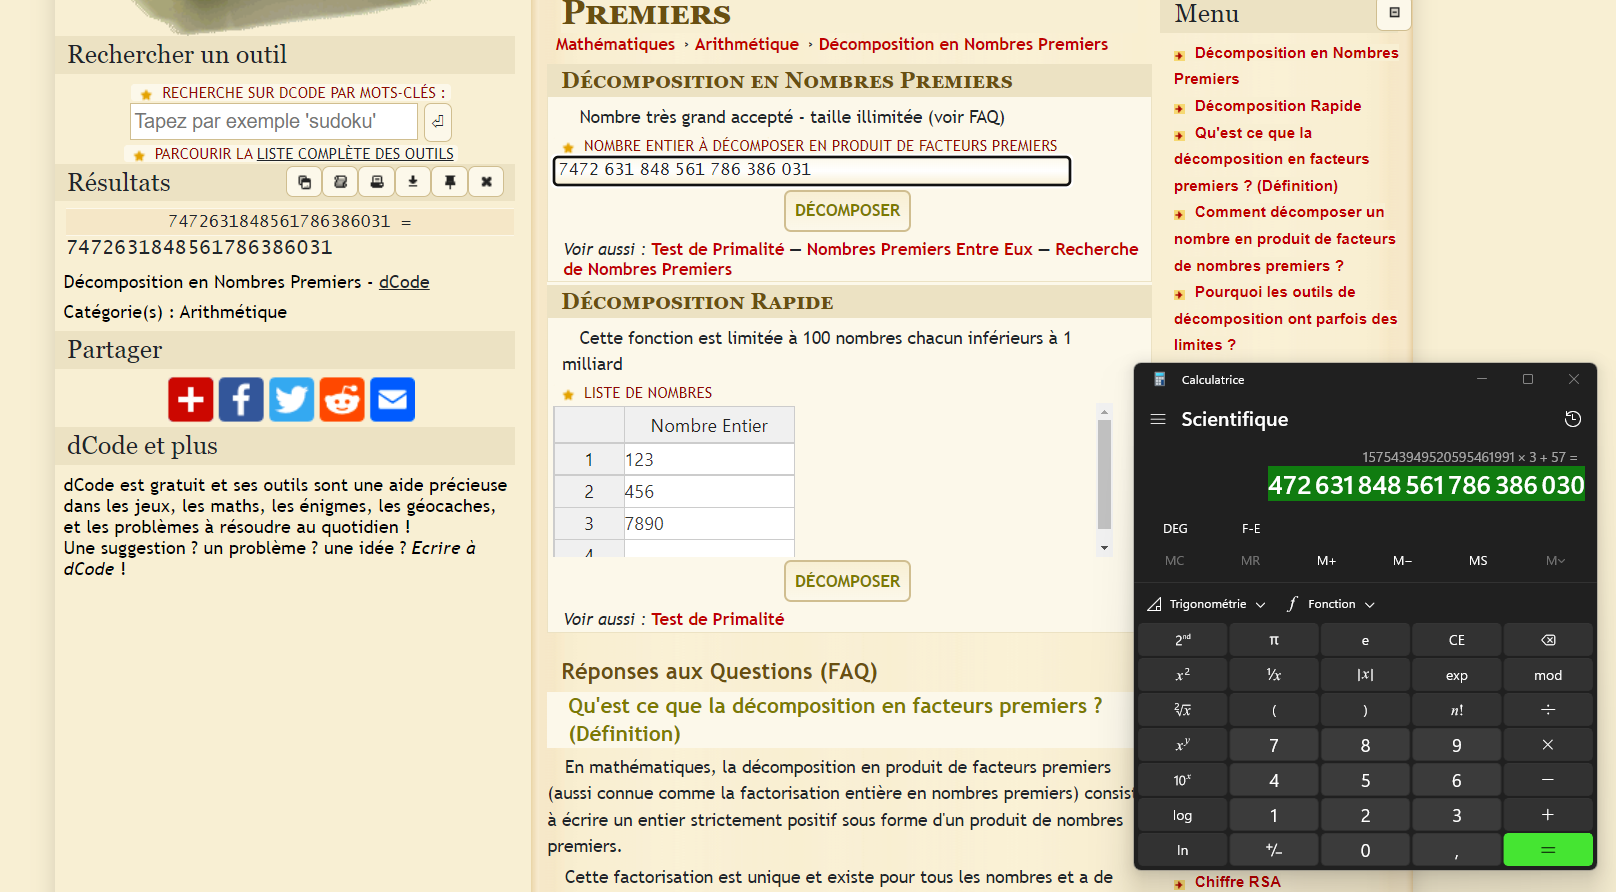 Rechercher un outil
RECHERCHE SUR DCODE PAR MOTS-CLÉS :
Tapez par exemple 'sudoku'
PARCOURIR LA LISTE COMPLÈTE DES OUTILS
Résultats
7472631848561786386031 =
7472631848561786386031
Décomposition en Nombres Premiers - dCode
Catégorie(s) : Arithmétique
Partager
dCode et plus
dCode est gratuit et ses outils sont une aide précieuse
dans les jeux, les maths, les énigmes, les géocaches,
et les problèmes à résoudre au quotidien !
Une suggestion ? un problème ? une idée ? Ecrire à
dCode !
PREMIERS
Mathématiques › Arithmétique › Décomposition en Nombres Premiers
DÉCOMPOSITION EN NOMBRES PREMIERS
Nombre très grand accepté - taille illimitée (voir FAQ)
NOMBRE ENTIER À DÉCOMPOSER EN PRODUIT DE FACTEURS PREMIERS
7472 631 848 561 786 386 031
DÉCOMPOSER
Voir aussi : Test de Primalité — Nombres Premiers Entre Eux — Recherche
de Nombres Premiers
DÉCOMPOSITION RAPIDE
Cette fonction est limitée à 100 nombres chacun inférieurs à 1
milliard
LISTE DE NOMBRES
Nombre Entier
1 123
2 456
3 7890
4
DÉCOMPOSER
Voir aussi : Test de Primalité
Réponses aux Questions (FAQ)
Qu'est ce que la décomposition en facteurs premiers ?
(Définition)
En mathématiques, la décomposition en produit de facteurs premiers
(aussi connue comme la factorisation entière en nombres premiers) consist
à écrire un entier strictement positif sous forme d'un produit de nombres
premiers.
Cette factorisation est unique et existe pour tous les nombres et a de
Menu
Décomposition en Nombres
Premiers
Décomposition Rapide
Qu'est ce que la
décomposition en facteurs
premiers ? (Définition)
Comment décomposer un
nombre en produit de facteurs
de nombres premiers ?
Pourquoi les outils de
décomposition ont parfois des
limites ?
Calculatrice
Scientifique
157543949520595461991 × 3 + 57 =
472 631 848 561 786 386 030
DEG F-E
MC MR M+ M− MS M
Trigonométrie Fonction
2nd π e CE
x² ¹⁄x |x| exp mod
²√x ( ) n! ÷
xʸ 7 8 9 ×
10ˣ 4 5 6 −
log 1 2 3 +
ln +/− 0 , =
Chiffre RSA